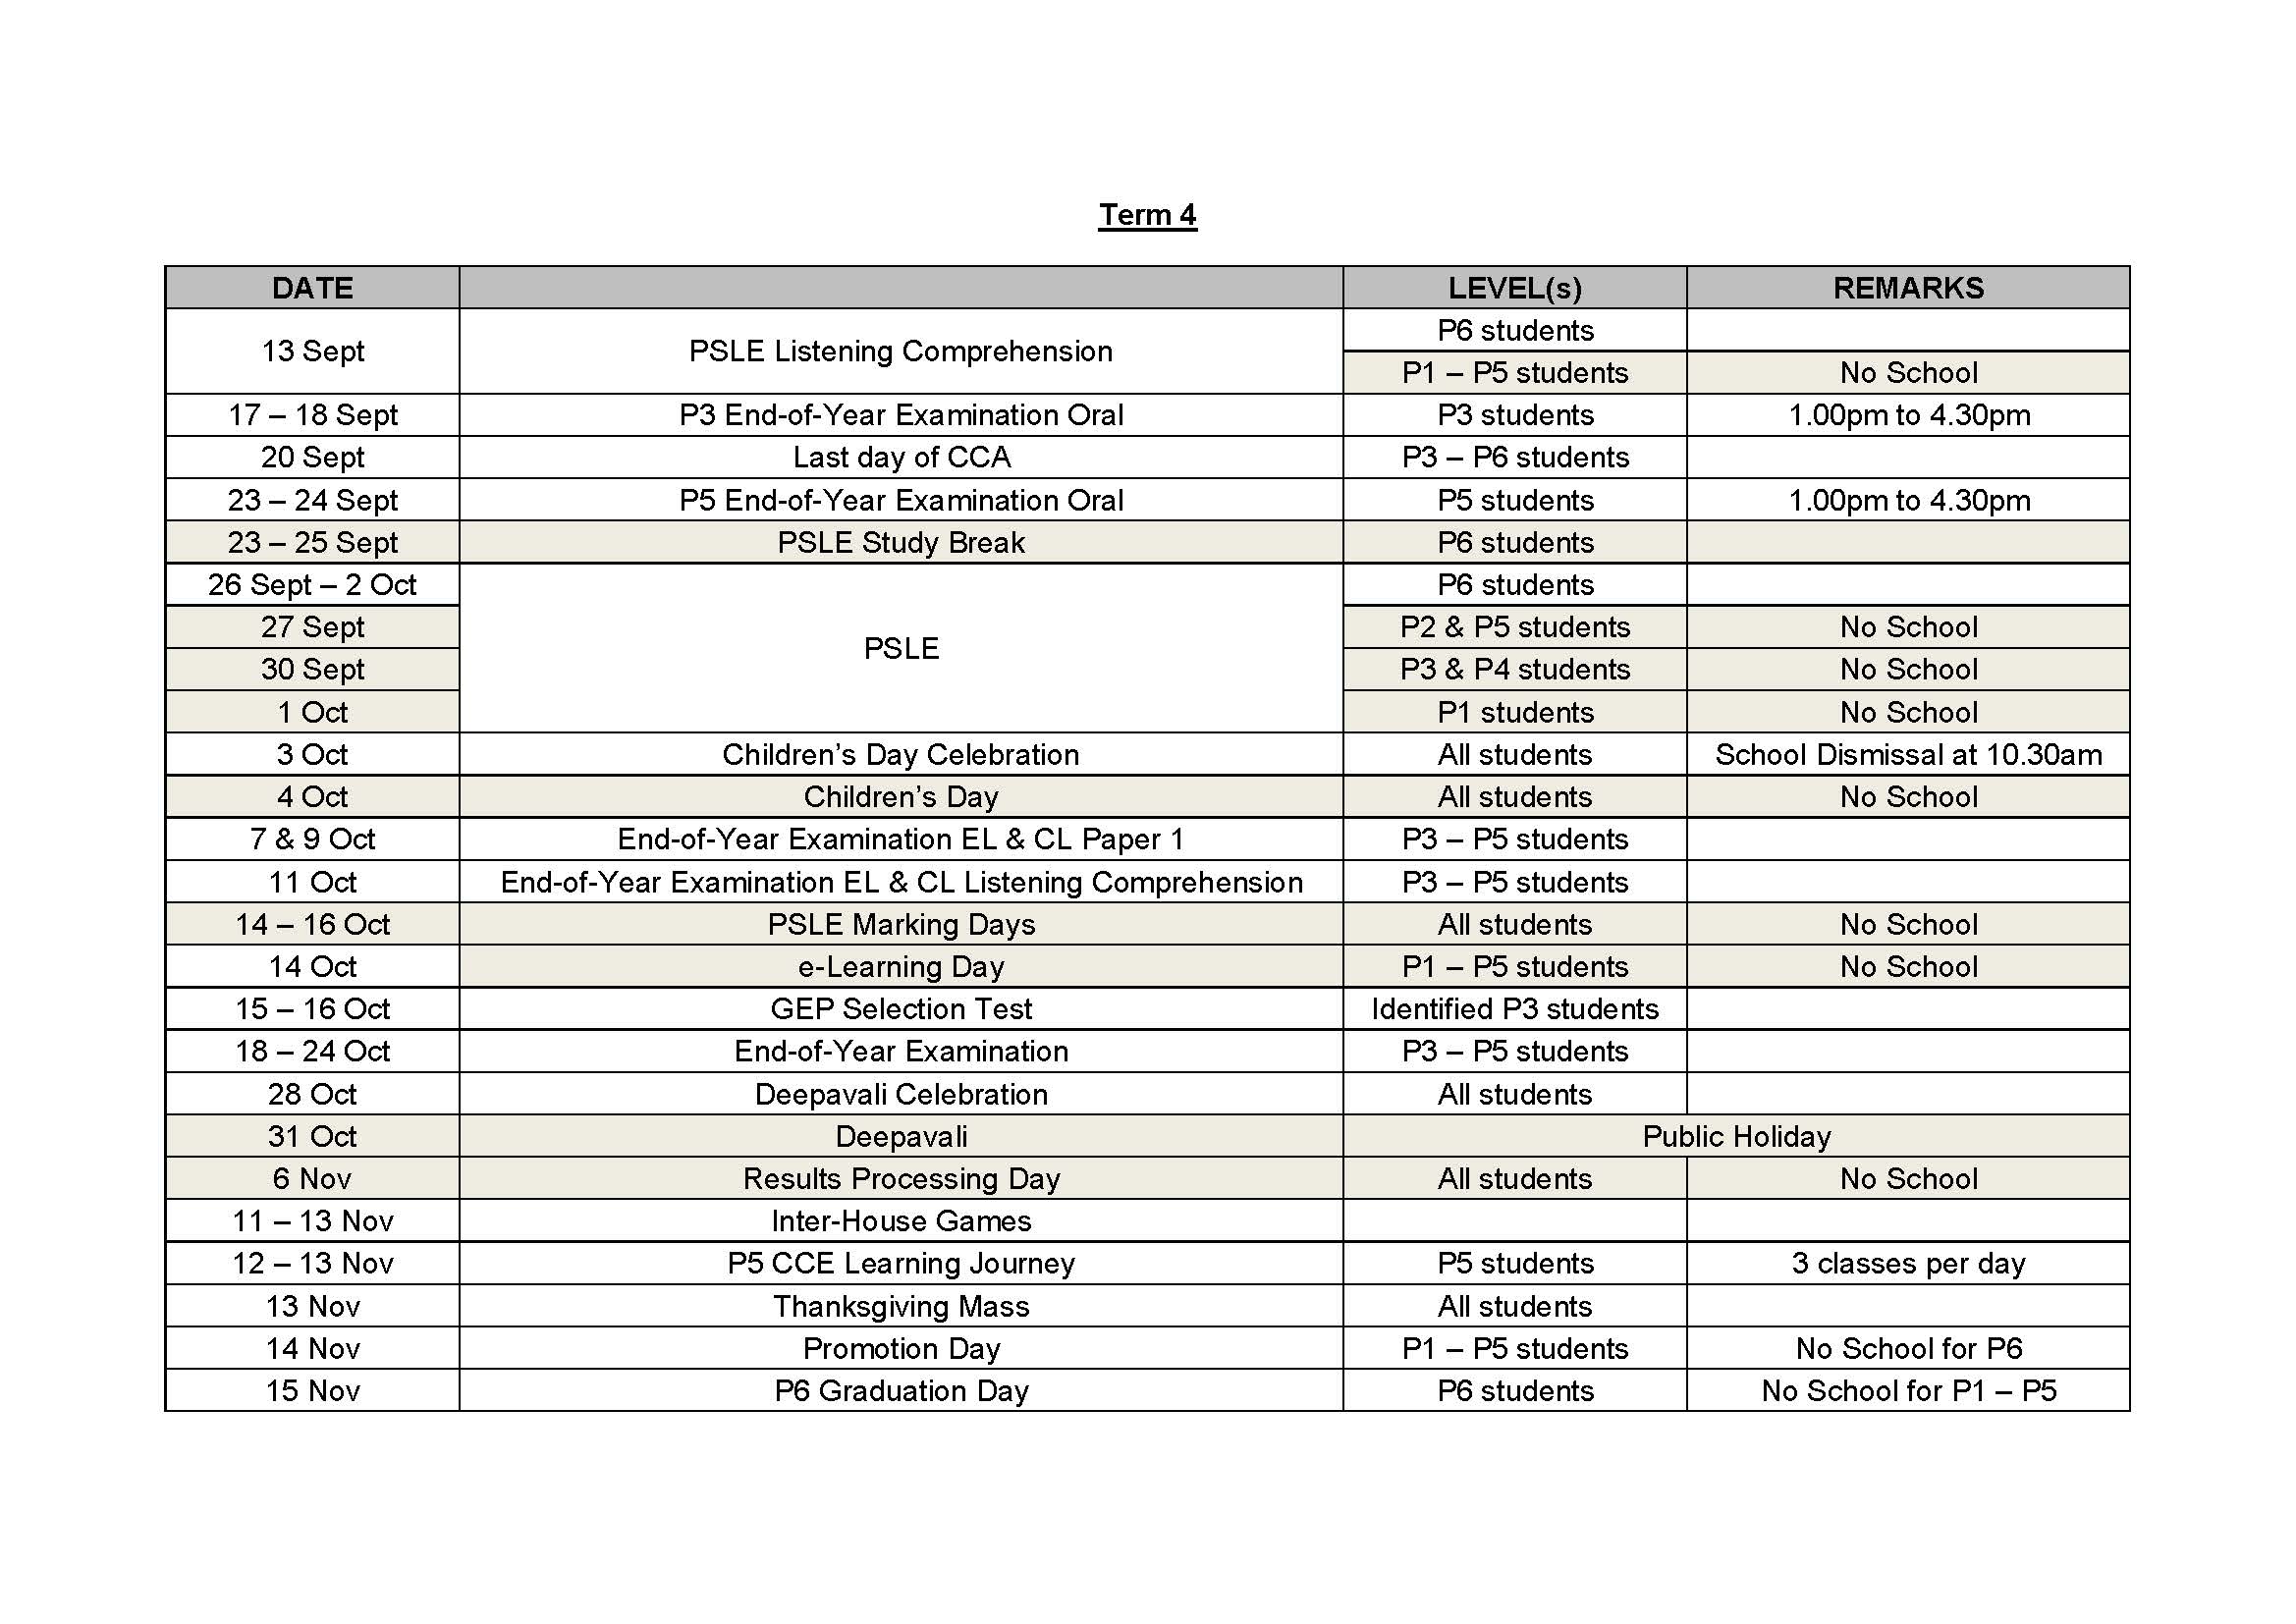 Term 4
DATE LEVEL(s) REMARKS
13 Sept PSLE Listening Comprehension P6 students
P1 – P5 students No School
17 – 18 Sept P3 End-of-Year Examination Oral P3 students 1.00pm to 4.30pm
20 Sept Last day of CCA P3 – P6 students
23 – 24 Sept P5 End-of-Year Examination Oral P5 students 1.00pm to 4.30pm
23 – 25 Sept PSLE Study Break P6 students
26 Sept – 2 Oct PSLE P6 students
27 Sept P2 & P5 students No School
30 Sept P3 & P4 students No School
1 Oct P1 students No School
3 Oct Children’s Day Celebration All students School Dismissal at 10.30am
4 Oct Children’s Day All students No School
7 & 9 Oct End-of-Year Examination EL & CL Paper 1 P3 – P5 students
11 Oct End-of-Year Examination EL & CL Listening Comprehension P3 – P5 students
14 – 16 Oct PSLE Marking Days All students No School
14 Oct e-Learning Day P1 – P5 students No School
15 – 16 Oct GEP Selection Test Identified P3 students
18 – 24 Oct End-of-Year Examination P3 – P5 students
28 Oct Deepavali Celebration All students
31 Oct Deepavali Public Holiday
6 Nov Results Processing Day All students No School
11 – 13 Nov Inter-House Games
12 – 13 Nov P5 CCE Learning Journey P5 students 3 classes per day
13 Nov Thanksgiving Mass All students
14 Nov Promotion Day P1 – P5 students No School for P6
15 Nov P6 Graduation Day P6 students No School for P1 – P5